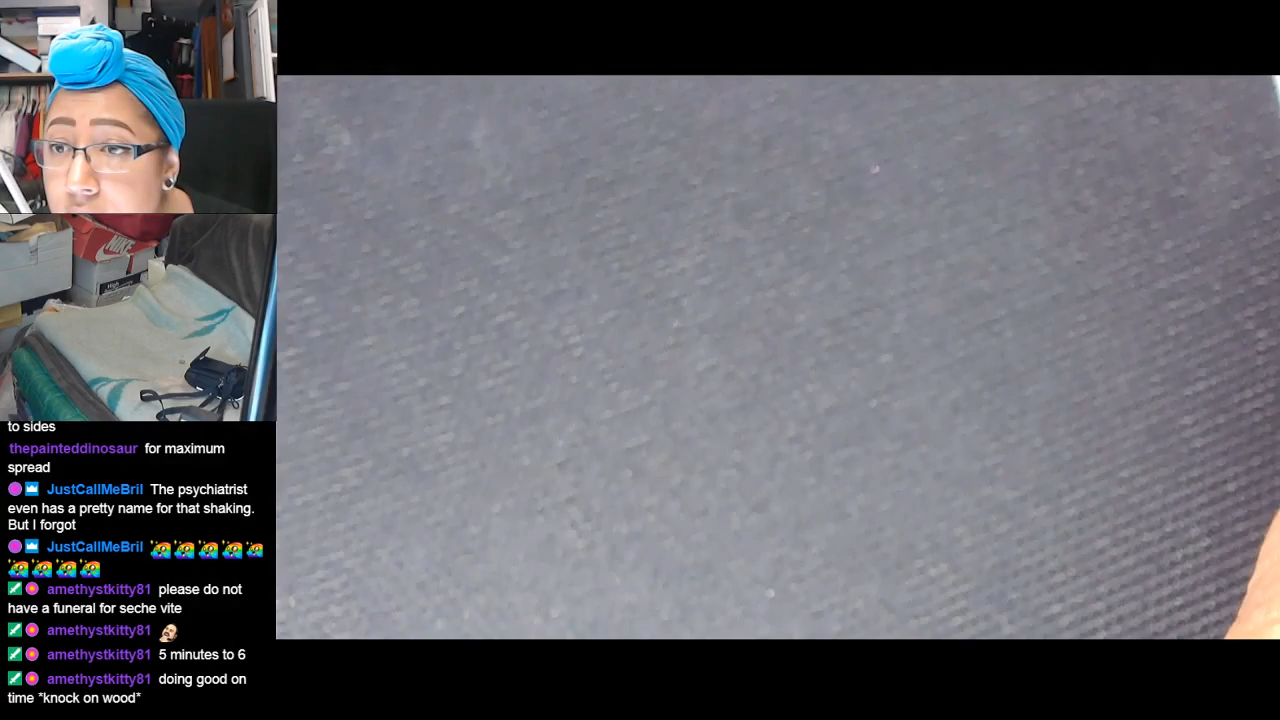 NIKE
High
to sides
thepainteddinosaur for maximum
spread
JustCallMeBril The psychiatrist
even has a pretty name for that shaking.
But I forgot
JustCallMeBril
amethystkitty81 please do not
have a funeral for seche vite
amethystkitty81
amethystkitty81 5 minutes to 6
amethystkitty81 doing good on
time *knock on wood*